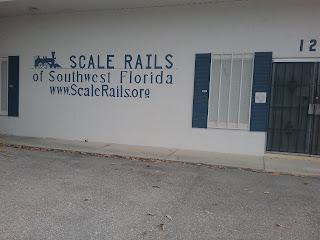 SCALE RAILS
of Southwest Florida
www.ScaleRails.org
12